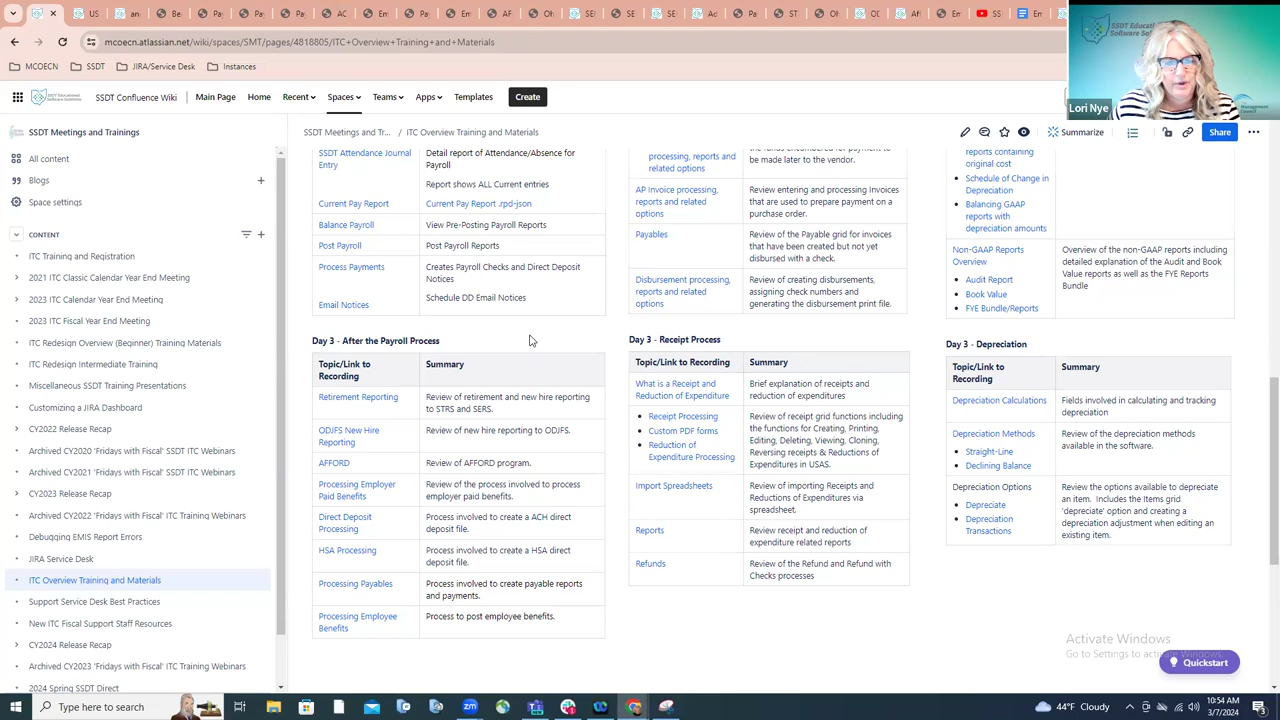 En
mcoecn.atlassian.net/wiki/spaces/SMT/pages/4818805/ITC+Overview+Training+and+Materials
MCOECN
SSDT
JIRA/Service Desk
Instances
SSDT Confluence Wiki
Main Page
Home
Recent
Spaces
Teams
Apps
Templates
Create
Lori Nye
SSDT Meetings and Trainings
All content
Blogs
Space settings
CONTENT
ITC Training and Registration
2021 ITC Classic Calendar Year End Meeting
2023 ITC Calendar Year End Meeting
2023 ITC Fiscal Year End Meeting
ITC Redesign Overview (Beginner) Training Materials
ITC Redesign Intermediate Training
Miscellaneous SSDT Training Presentations
Customizing a JIRA Dashboard
CY2022 Release Recap
Archived CY2020 'Fridays with Fiscal' SSDT ITC Webinars
Archived CY2021 'Fridays with Fiscal' SSDT ITC Webinars
CY2023 Release Recap
Archived CY2022 'Fridays with Fiscal' ITC Training Webinars
Debugging EMIS Report Errors
JIRA Service Desk
ITC Overview Training and Materials
Support Service Desk Best Practices
New ITC Fiscal Support Staff Resources
CY2024 Release Recap
Archived CY2023 'Fridays with Fiscal' ITC Training Webinars
2024 Spring SSDT Direct
SSDT Meetings and Tr... / ITC Overview Training and Materials
Summarize
Share
SSDT Attendance Journal
Entry
Detail report of Attendance/Absence for
Payroll
Report shows ALL Current entries
Current Pay Report
Current Pay Report .rpd-json
Balance Payroll
View Pre-Posting Payroll Reports
Post Payroll
Post Payroll Reports
Process Payments
Creates Payroll Checks and Direct Deposit
Notices
Email Notices
Schedule DD Email Notices
Day 3 - After the Payroll Process
Topic/Link to
Recording
Summary
Retirement Reporting
Review of retirement and new hire reporting
to STRS and SERS.
ODJFS New Hire
Reporting
Review of new hire reporting to ODJFS.
AFFORD
Review of AFFORD program.
Processing Employer
Paid Benefits
Review of the process involved to process
employer paid benefits.
Direct Deposit
Processing
Process involved to create a ACH direct
deposit file.
HSA Processing
Process involved to create a HSA direct
deposit file.
Processing Payables
Process involved to create payable reports
and payments.
Processing Employee
Benefits
Process to post employee benefits.
processing, reports and
related options
be made later to the vendor.
AP Invoice processing,
reports and related
options
Review entering and processing Invoices
that are used to prepare payment on a
purchase order.
Payables
Review of the Payable grid for invoices
that have been created but not yet
disbursed with a check.
Disbursement processing,
reports and related
options
Review of creating disbursements,
assigning check numbers and
generating the disbursement print file.
Day 3 - Receipt Process
Topic/Link to Recording
Summary
What is a Receipt and
Reduction of Expenditure
Brief explanation of receipts and
reduction of expenditures
Receipt Processing
Custom PDF forms
Reduction of
Expenditure Processing
Review of receipt grid functions including
the functions for Creating, Printing,
Editing, Deleting, Viewing, Cloning,
Reversing receipts & Reductions of
Expenditures in USAS.
Import Spreadsheets
Review of importing Receipts and
Reductions of Expenditures via
spreadsheet.
Reports
Review receipt and reduction of
expenditure related reports
Refunds
Review of the Refund and Refund with
Checks processes
reports containing
original cost
Schedule of Change in
Depreciation
Balancing GAAP
reports with
depreciation amounts
Non-GAAP Reports
Overview
Audit Report
Book Value
FYE Bundle/Reports
Overview of the non-GAAP reports including
detailed explanation of the Audit and Book
Value reports as well as the FYE Reports
Bundle
Day 3 - Depreciation
Topic/Link to
Recording
Summary
Depreciation Calculations
Fields involved in calculating and tracking
depreciation
Depreciation Methods
Straight-Line
Declining Balance
Review of the depreciation methods
available in the software.
Depreciation Options
Depreciate
Depreciation
Transactions
Review the options available to depreciate
an item. Includes the Items grid
'depreciate' option and creating a
depreciation adjustment when editing an
existing item.
Activate Windows
Go to Settings to activate Windows.
Quickstart
Type here to search
44°F Cloudy
10:54 AM
3/7/2024